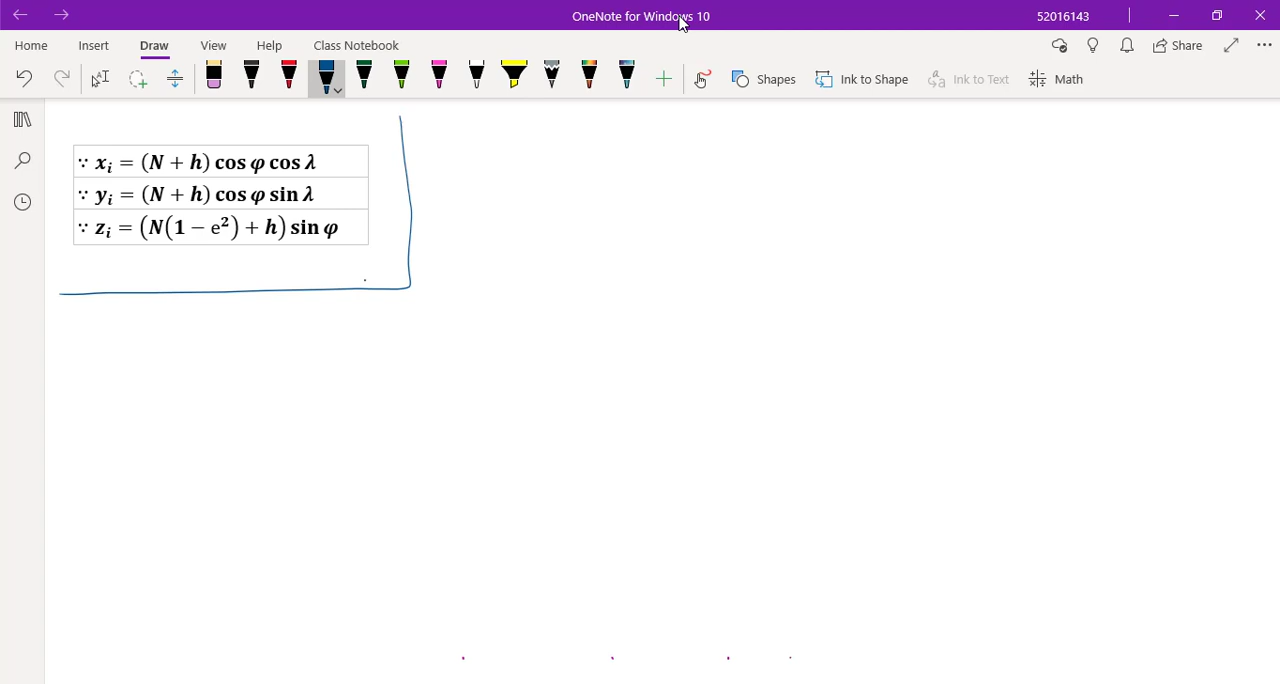 OneNote for Windows 10
52016143
Home Insert Draw View Help Class Notebook Share
Shapes Ink to Shape Ink to Text Math
∵ xᵢ = (N + h) cos φ cos λ
∵ yᵢ = (N + h) cos φ sin λ
∵ zᵢ = (N(1 − e²) + h) sin φ